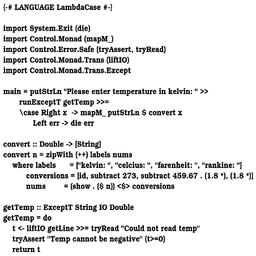 {-# LANGUAGE LambdaCase #-}
import System.Exit (die)
import Control.Monad (mapM_)
import Control.Error.Safe (tryAssert, tryRead)
import Control.Monad.Trans (liftIO)
import Control.Monad.Trans.Except
main = putStrLn "Please enter temperature in kelvin: " >>
runExceptT getTemp >>=
\case Right x -> mapM_ putStrLn $ convert x
Left err -> die err
convert :: Double -> [String]
convert n = zipWith (++) labels nums
where labels = ["kelvin: ", "celcius: ", "farenheit: ", "rankine: "]
conversions = [id, subtract 273, subtract 459.67 . (1.8 *), (1.8 *)]
nums = (show . ($ n)) <$> conversions
getTemp :: ExceptT String IO Double
getTemp = do
t <- liftIO getLine >>= tryRead "Could not read temp"
tryAssert "Temp cannot be negative" (t>=0)
return t